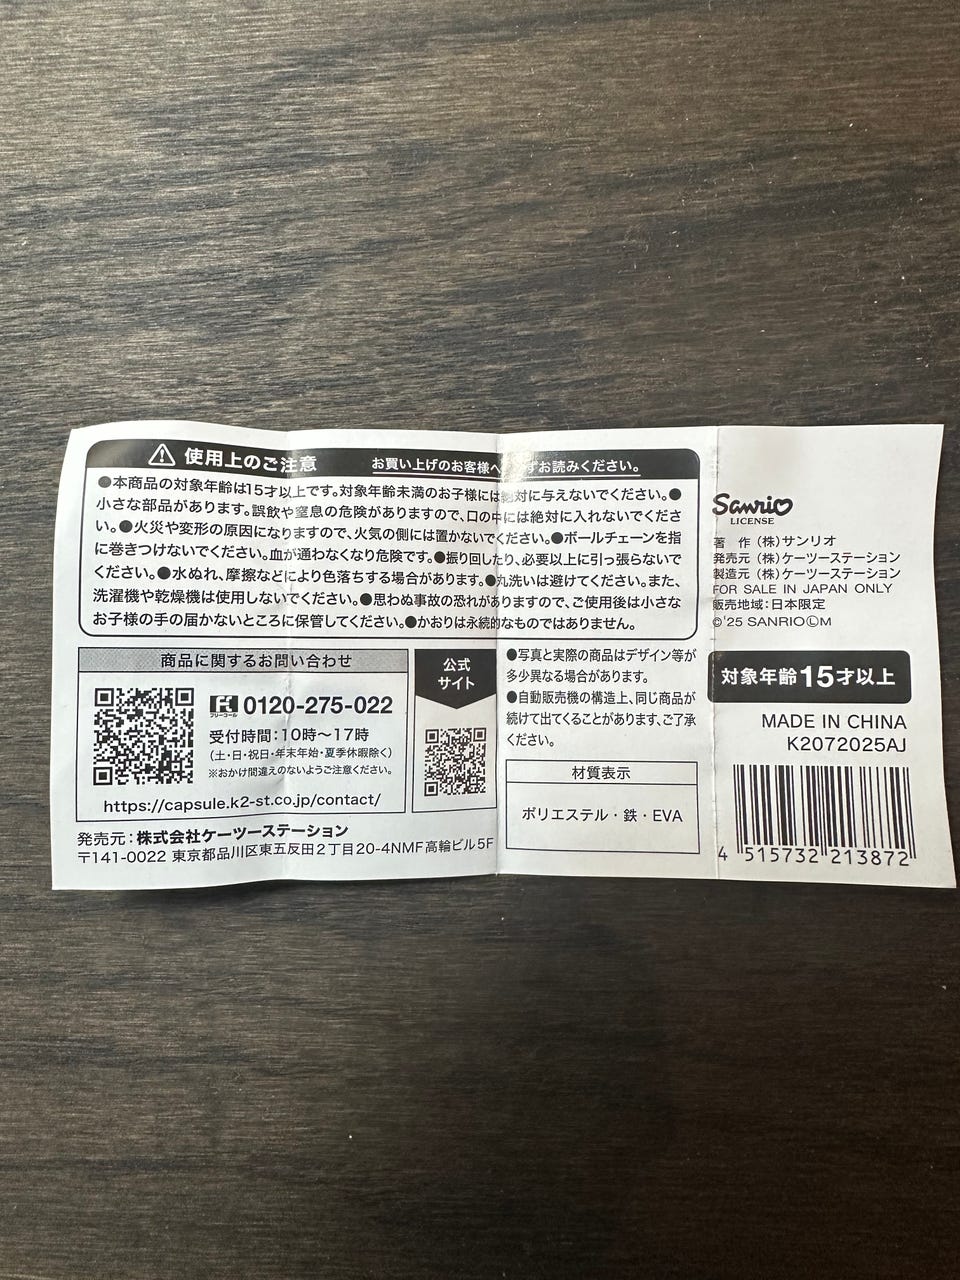 使用上のご注意 お買い上げのお客様へ ずお読みください。
●本商品の対象年齢は15才以上です。対象年齢未満のお子様には絶対に与えないでください。●
小さな部品があります。誤飲や窒息の危険がありますので、口の中には絶対に入れないでくださ
い。●火災や変形の原因になりますので、火気の側には置かないでください。●ボールチェーンを指
に巻きつけないでください。血が通わなくなり危険です。●振り回したり、必要以上に引っ張らないで
ください。●水ぬれ、摩擦などにより色落ちする場合があります。●丸洗いは避けてください。また、
洗濯機や乾燥機は使用しないでください。●思わぬ事故の恐れがありますので、ご使用後は小さな
お子様の手の届かないところに保管してください。●かおりは永続的なものではありません。
商品に関するお問い合わせ
フリーコール
0120-275-022
受付時間：10時〜17時
（土・日・祝日・年末年始・夏季休暇除く）
※おかけ間違えのないようご注意ください。
https://capsule.k2-st.co.jp/contact/
公式
サイト
発売元：株式会社ケーツーステーション
〒141-0022 東京都品川区東五反田2丁目20-4NMF高輪ビル5F
●写真と実際の商品はデザイン等が
多少異なる場合があります。
●自動販売機の構造上、同じ商品が
続けて出てくることがあります、ご了承
ください。
材質表示
ポリエステル・鉄・EVA
Sanrio
LICENSE
著 作（株）サンリオ
発売元（株）ケーツーステーション
製造元（株）ケーツーステーション
FOR SALE IN JAPAN ONLY
販売地域：日本限定
©'25 SANRIOⓁM
対象年齢15才以上
MADE IN CHINA
K2072025AJ
4 515732 213872